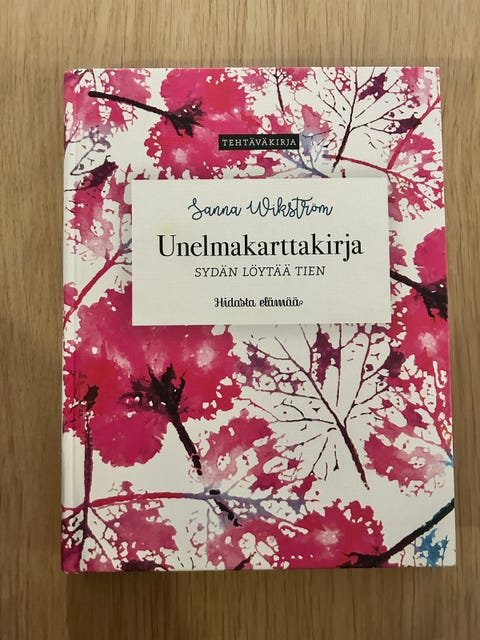 TEHTÄVÄKIRJA
Sanna Wikström
Unelmakarttakirja
SYDÄN LÖYTÄÄ TIEN
Hidasta elämää